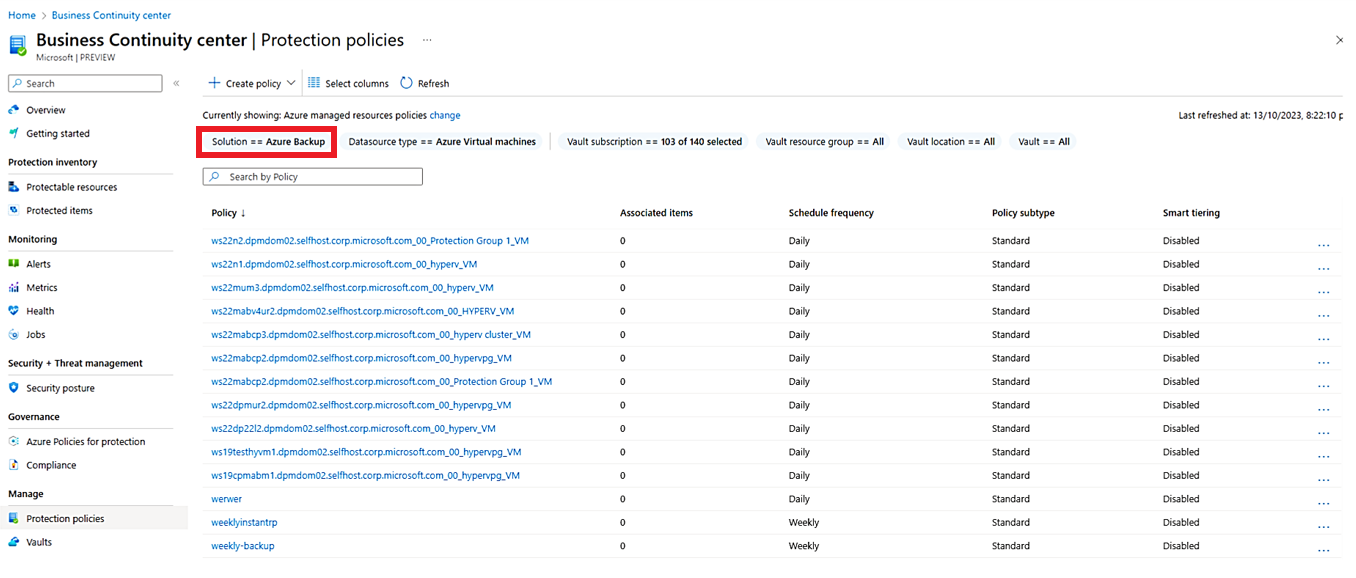 Home > Business Continuity center
Business Continuity center | Protection policies ...
Microsoft | PREVIEW
Search «
Create policy Select columns Refresh
Overview
Getting started
Protection inventory
Protectable resources
Protected items
Monitoring
Alerts
Metrics
Health
Jobs
Security + Threat management
Security posture
Governance
Azure Policies for protection
Compliance
Manage
Protection policies
Vaults
Currently showing: Azure managed resources policies change
Last refreshed at: 13/10/2023, 8:22:10 p
Solution == Azure Backup Datasource type == Azure Virtual machines Vault subscription == 103 of 140 selected Vault resource group == All Vault location == All Vault == All
Search by Policy
Policy ↓ Associated items Schedule frequency Policy subtype Smart tiering
ws22n2.dpmdom02.selfhost.corp.microsoft.com_00_Protection Group 1_VM 0 Daily Standard Disabled ...
ws22n1.dpmdom02.selfhost.corp.microsoft.com_00_hyperv_VM 0 Daily Standard Disabled ...
ws22mum3.dpmdom02.selfhost.corp.microsoft.com_00_hyperv_VM 0 Daily Standard Disabled ...
ws22mabv4ur2.dpmdom02.selfhost.corp.microsoft.com_00_HYPERV_VM 0 Daily Standard Disabled ...
ws22mabcp3.dpmdom02.selfhost.corp.microsoft.com_00_hyperv cluster_VM 0 Daily Standard Disabled ...
ws22mabcp2.dpmdom02.selfhost.corp.microsoft.com_00_hypervpg_VM 0 Daily Standard Disabled ...
ws22mabcp2.dpmdom02.selfhost.corp.microsoft.com_00_Protection Group 1_VM 0 Daily Standard Disabled ...
ws22dpmur2.dpmdom02.selfhost.corp.microsoft.com_00_hypervpg_VM 0 Daily Standard Disabled ...
ws22dp22l2.dpmdom02.selfhost.corp.microsoft.com_00_hyperv_VM 0 Daily Standard Disabled ...
ws19testhyvm1.dpmdom02.selfhost.corp.microsoft.com_00_hypervpg_VM 0 Daily Standard Disabled ...
ws19cpmabm1.dpmdom02.selfhost.corp.microsoft.com_00_hypervpg_VM 0 Daily Standard Disabled ...
werwer 0 Daily Standard Disabled ...
weeklyinstantrp 0 Weekly Standard Disabled ...
weekly-backup 0 Weekly Standard Disabled ...